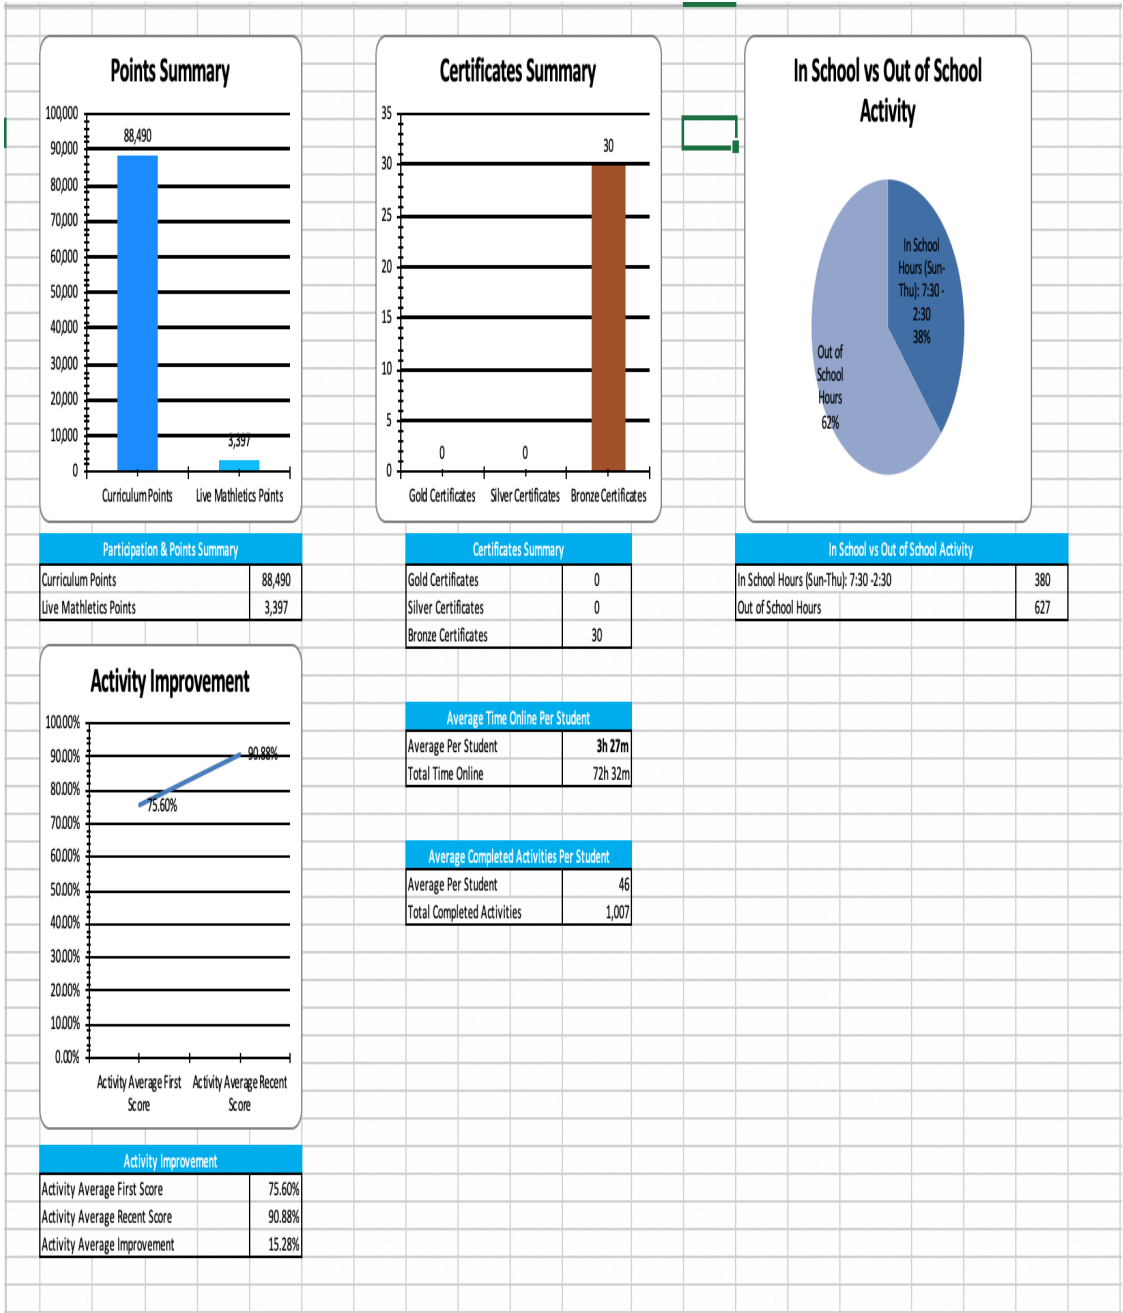 Points Summary
100,000
90,000
80,000
70,000
60,000
50,000
40,000
30,000
20,000
10,000
0
88,490
3,397
Curriculum Points
Live Mathletics Points
Certificates Summary
35
30
25
20
15
10
5
0
0
0
30
Gold Certificates
Silver Certificates
Bronze Certificates
In School vs Out of School
Activity
In School
Hours (Sun-
Thu): 7:30 -
2:30
38%
Out of
School
Hours
62%
Participation & Points Summary
Curriculum Points 88,490
Live Mathletics Points 3,397
Certificates Summary
Gold Certificates 0
Silver Certificates 0
Bronze Certificates 30
In School vs Out of School Activity
In School Hours (Sun-Thu): 7:30 -2:30 380
Out of School Hours 627
Activity Improvement
100.00%
90.00%
80.00%
70.00%
60.00%
50.00%
40.00%
30.00%
20.00%
10.00%
0.00%
75.60%
90.88%
Activity Average First
Score
Activity Average Recent
Score
Average Time Online Per Student
Average Per Student 3h 27m
Total Time Online 72h 32m
Average Completed Activities Per Student
Average Per Student 46
Total Completed Activities 1,007
Activity Improvement
Activity Average First Score 75.60%
Activity Average Recent Score 90.88%
Activity Average Improvement 15.28%